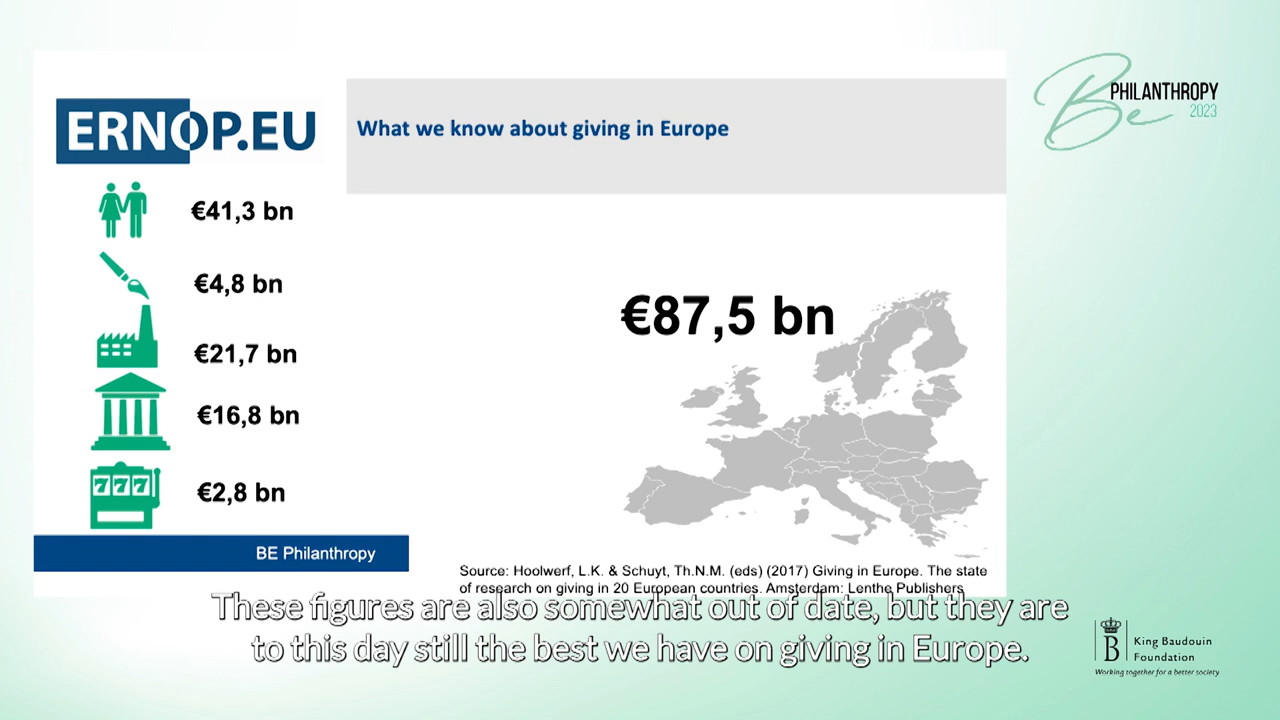 ERNOP.EU
What we know about giving in Europe
Be
PHILANTHROPY
2023
€41,3 bn
€4,8 bn
€21,7 bn
€16,8 bn
777
€2,8 bn
€87,5 bn
BE Philanthropy
Source: Hoolwerf, L.K. & Schuyt, Th.N.M. (eds) (2017) Giving in Europe. The state
of research on giving in 20 European countries. Amsterdam: Lenthe Publishers
These figures are also somewhat out of date, but they are
to this day still the best we have on giving in Europe.
B
King Baudouin
Foundation
Working together for a better society